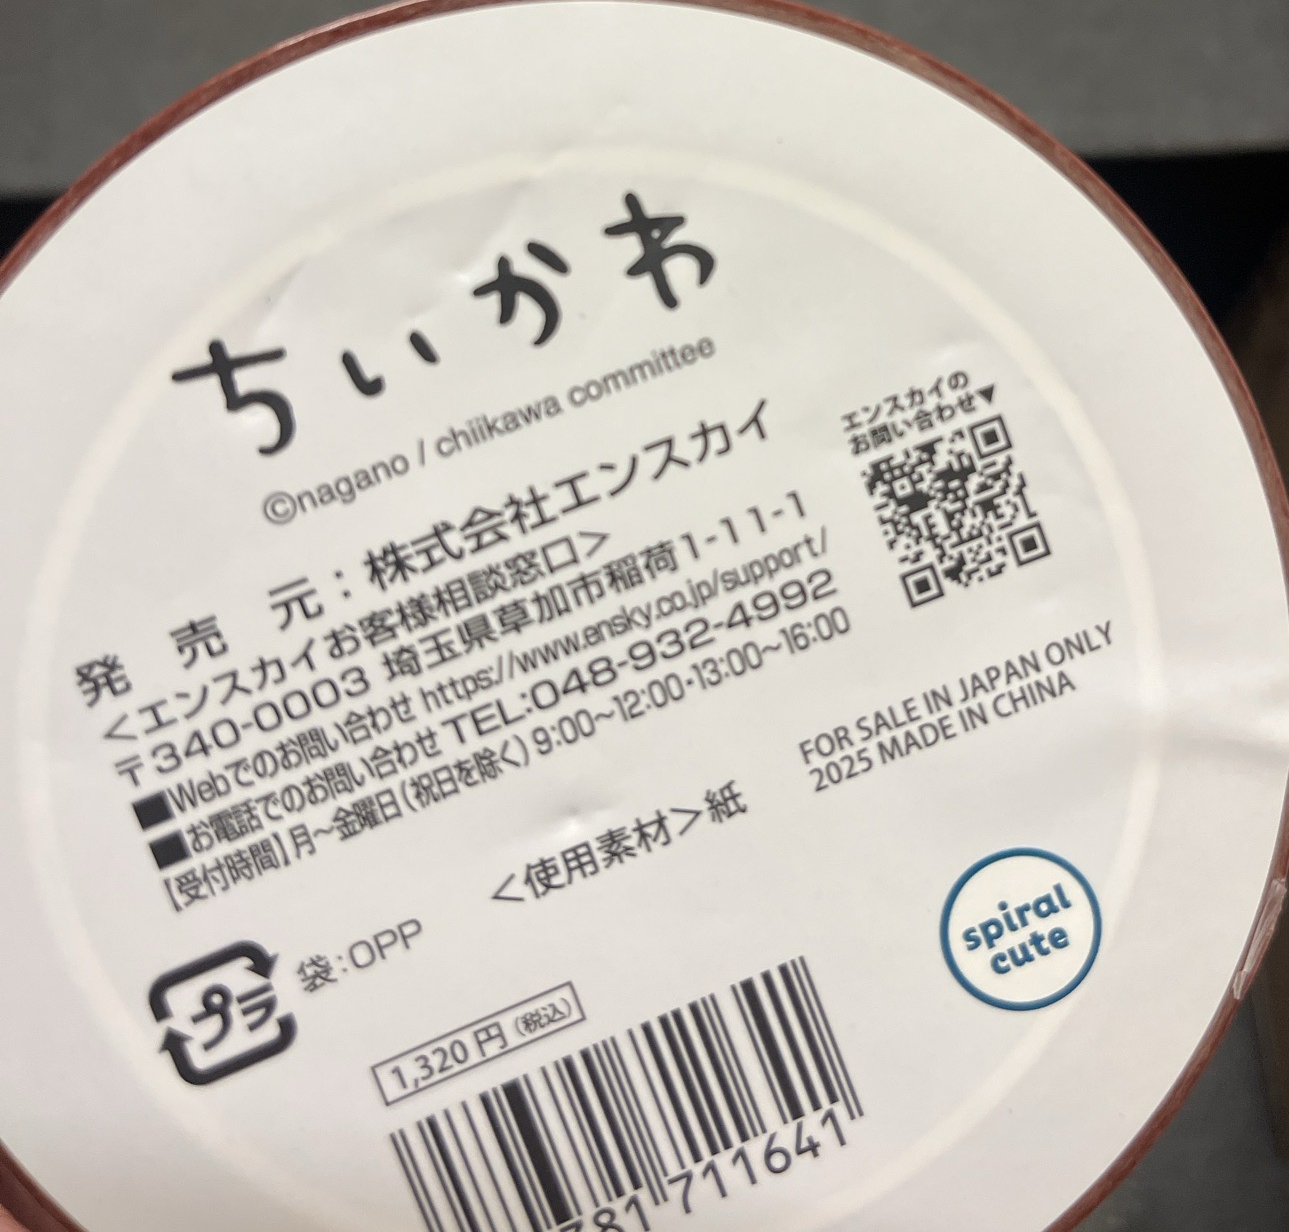 ちいかわ
©nagano / chiikawa committee
発売元：株式会社エンスカイ
＜エンスカイお客様相談窓口＞
〒340-0003 埼玉県草加市稲荷1-11-1
■Webでのお問い合わせ https://www.ensky.co.jp/support/
■お電話でのお問い合わせ TEL:048-932-4992
【受付時間】月～金曜日(祝日を除く) 9:00～12:00・13:00～16:00
エンスカイの
お問い合わせ▼
FOR SALE IN JAPAN ONLY
2025 MADE IN CHINA
＜使用素材＞紙
プラ
袋:OPP
spiral
cute
1,320円(税込)
781711641